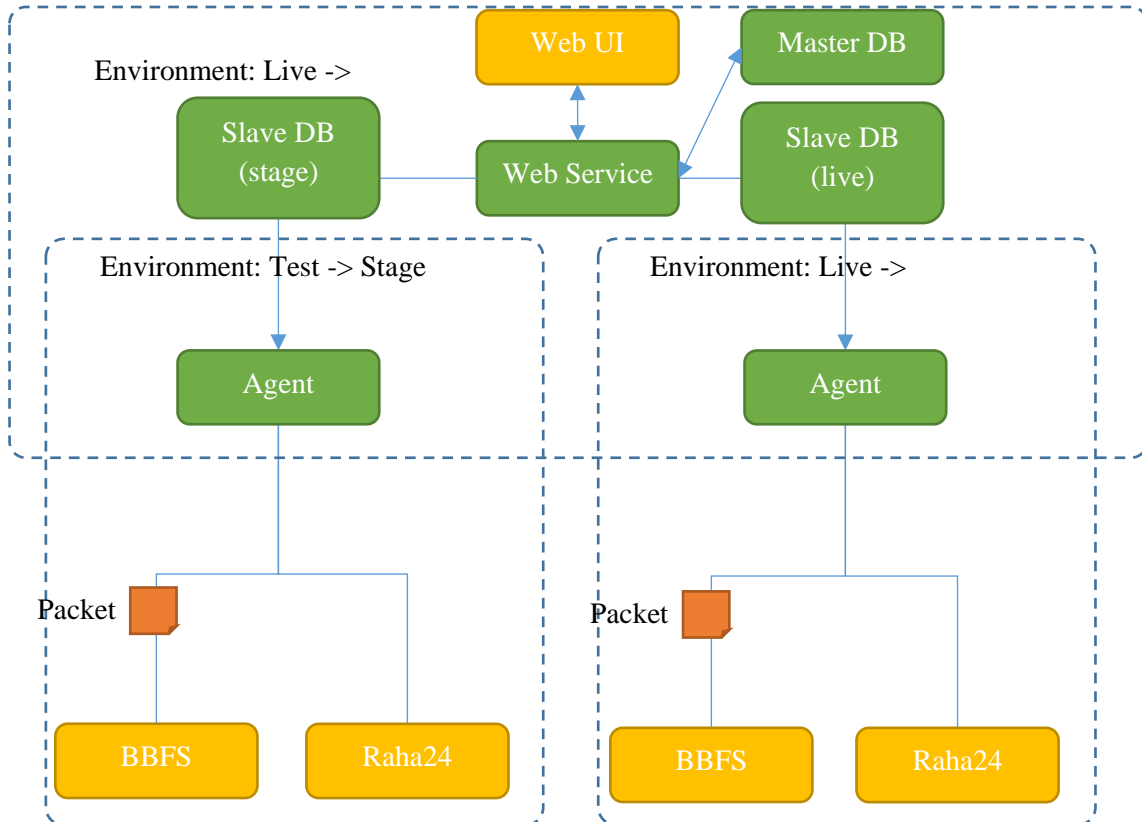 Web UI
Master DB
Environment: Live ->
Slave DB
(stage)
Web Service
Slave DB
(live)
Environment: Test -> Stage
Environment: Live ->
Agent
Agent
Packet
Packet
BBFS
Raha24
BBFS
Raha24